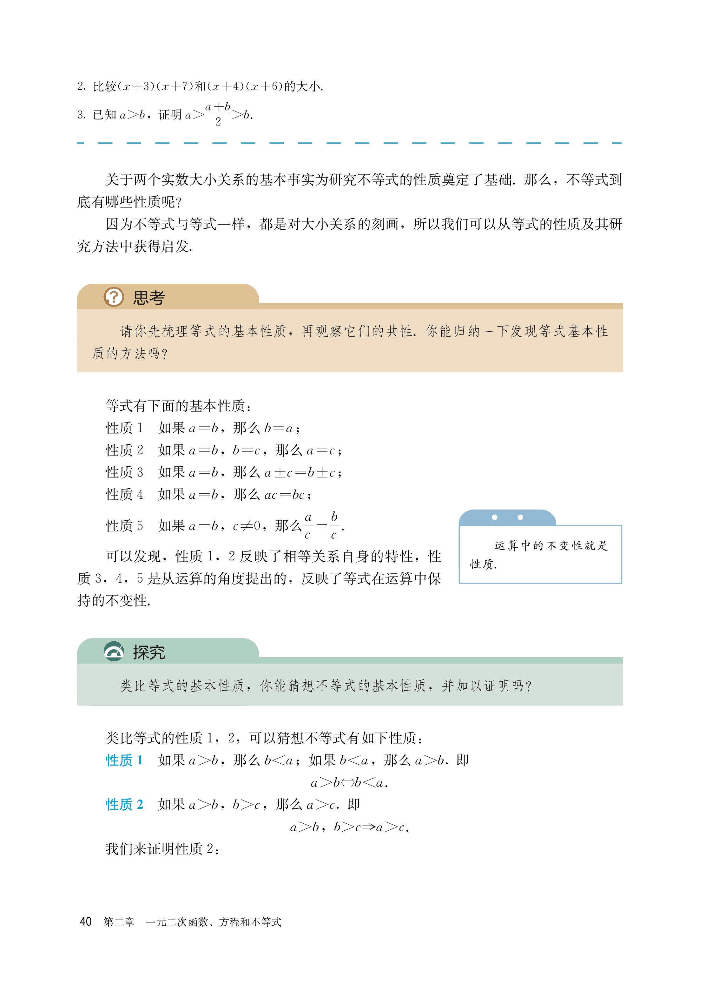 2. 比较(x+3)(x+7)和(x+4)(x+6)的大小.
3. 已知 a>b，证明 a>\frac{a+b}{2}>b.
关于两个实数大小关系的基本事实为研究不等式的性质奠定了基础. 那么，不等式到
底有哪些性质呢?
因为不等式与等式一样，都是对大小关系的刻画，所以我们可以从等式的性质及其研
究方法中获得启发.
思考
请你先梳理等式的基本性质，再观察它们的共性. 你能归纳一下发现等式基本性
质的方法吗?
等式有下面的基本性质：
性质 1 如果 a=b，那么 b=a；
性质 2 如果 a=b，b=c，那么 a=c；
性质 3 如果 a=b，那么 a±c=b±c；
性质 4 如果 a=b，那么 ac=bc；
性质 5 如果 a=b，c≠0，那么\frac{a}{c}=\frac{b}{c}.
可以发现，性质 1，2 反映了相等关系自身的特性，性
质 3，4，5 是从运算的角度提出的，反映了等式在运算中保
持的不变性.
运算中的不变性就是
性质.
探究
类比等式的基本性质，你能猜想不等式的基本性质，并加以证明吗?
类比等式的性质 1，2，可以猜想不等式有如下性质：
性质 1 如果 a>b，那么 b<a；如果 b<a，那么 a>b. 即
a>b⇔b<a.
性质 2 如果 a>b，b>c，那么 a>c. 即
a>b，b>c⇒a>c.
我们来证明性质 2：
40 第二章 一元二次函数、方程和不等式